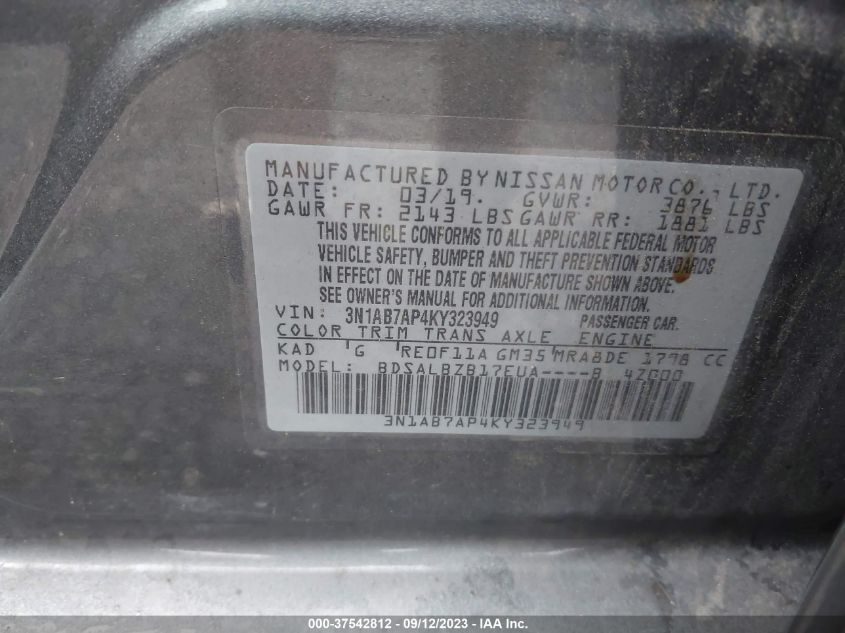 MANUFACTURED BY NISSAN MOTOR CO., LTD.
DATE: 03/19. GVWR: 3876 LBS
GAWR FR: 2143 LBS GAWR RR: 1881 LBS
THIS VEHICLE CONFORMS TO ALL APPLICABLE FEDERAL MOTOR
VEHICLE SAFETY, BUMPER AND THEFT PREVENTION STANDARDS
IN EFFECT ON THE DATE OF MANUFACTURE SHOWN ABOVE.
SEE OWNER'S MANUAL FOR ADDITIONAL INFORMATION.
VIN: 3N1AB7AP4KY323949 PASSENGER CAR.
COLOR TRIM TRANS AXLE ENGINE
KAD G RE0F11A GM35 MRA8DE 1798 CC
MODEL: BDSALBZB17EUA----B 4Z000
3N1AB7AP4KY323949
000-37542812 - 09/12/2023 - IAA Inc.